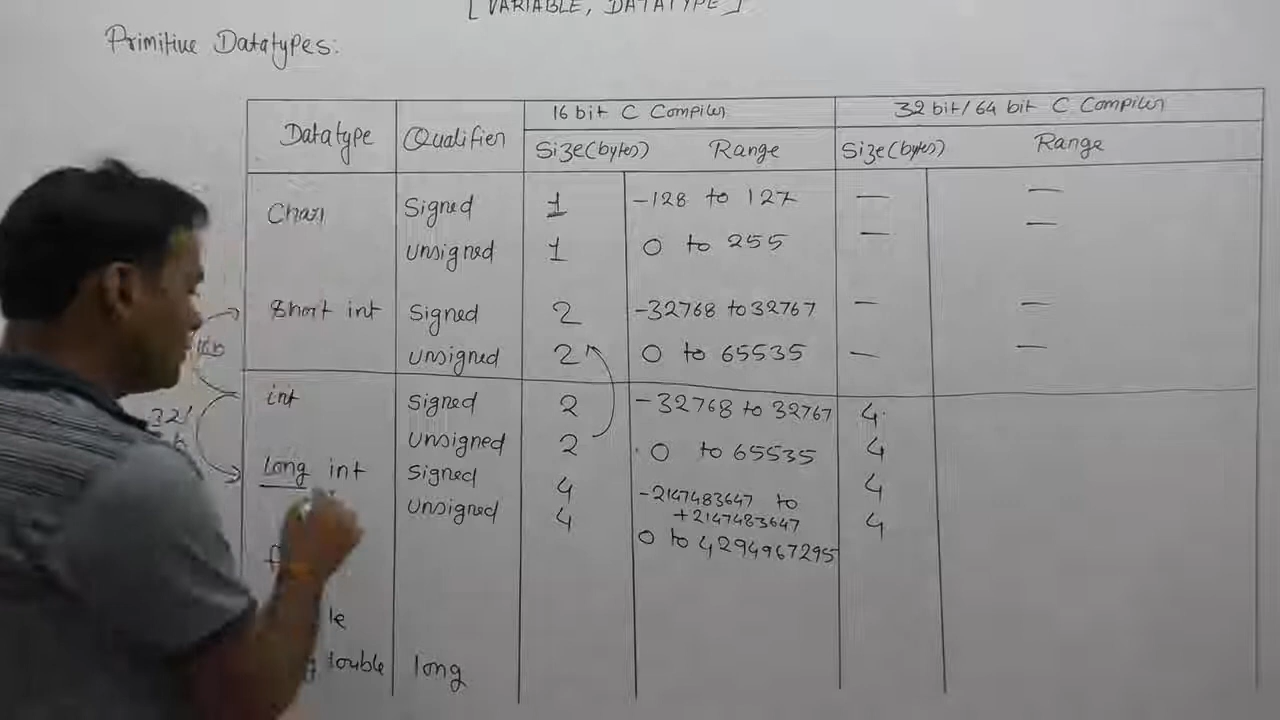 [VARIABLE, DATATYPE]
Primitive Datatypes:
16 bit C Compiler 32 bit/64 bit C Compiler
Datatype Qualifier Size(bytes) Range Size(bytes) Range
Char Signed 1 -128 to 127 — —
Unsigned 1 0 to 255 — —
Short int Signed 2 -32768 to 32767 — —
Unsigned 2 0 to 65535 — —
int Signed 2 -32768 to 32767 4
32/ Unsigned 2 0 to 65535 4
long int Signed 4 -2147483647 to 4
+2147483647
Unsigned 4 0 to 4294967295 4
f
le
double long